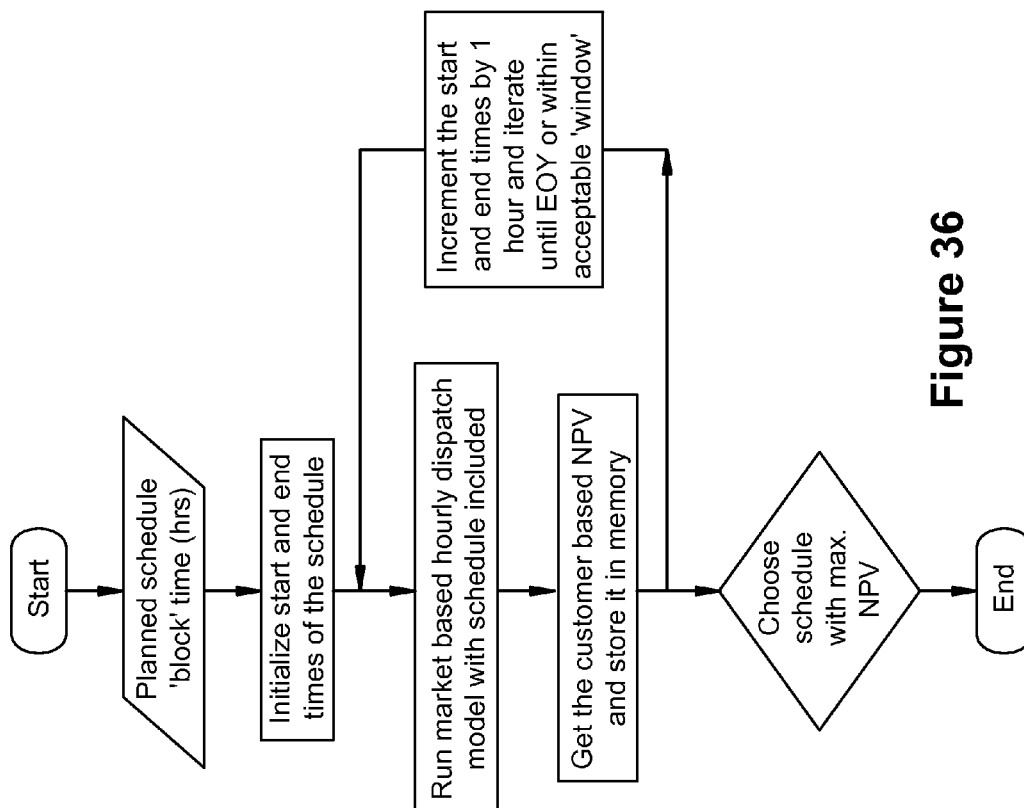 Start
Planned schedule
'block' time (hrs)
Initialize start and end
times of the schedule
Run market based hourly dispatch
model with schedule included
Get the customer based NPV
and store it in memory
Increment the start
and end times by 1
hour and iterate
until EOY or within
acceptable 'window'
Choose
schedule
with max.
NPV
End
Figure 36